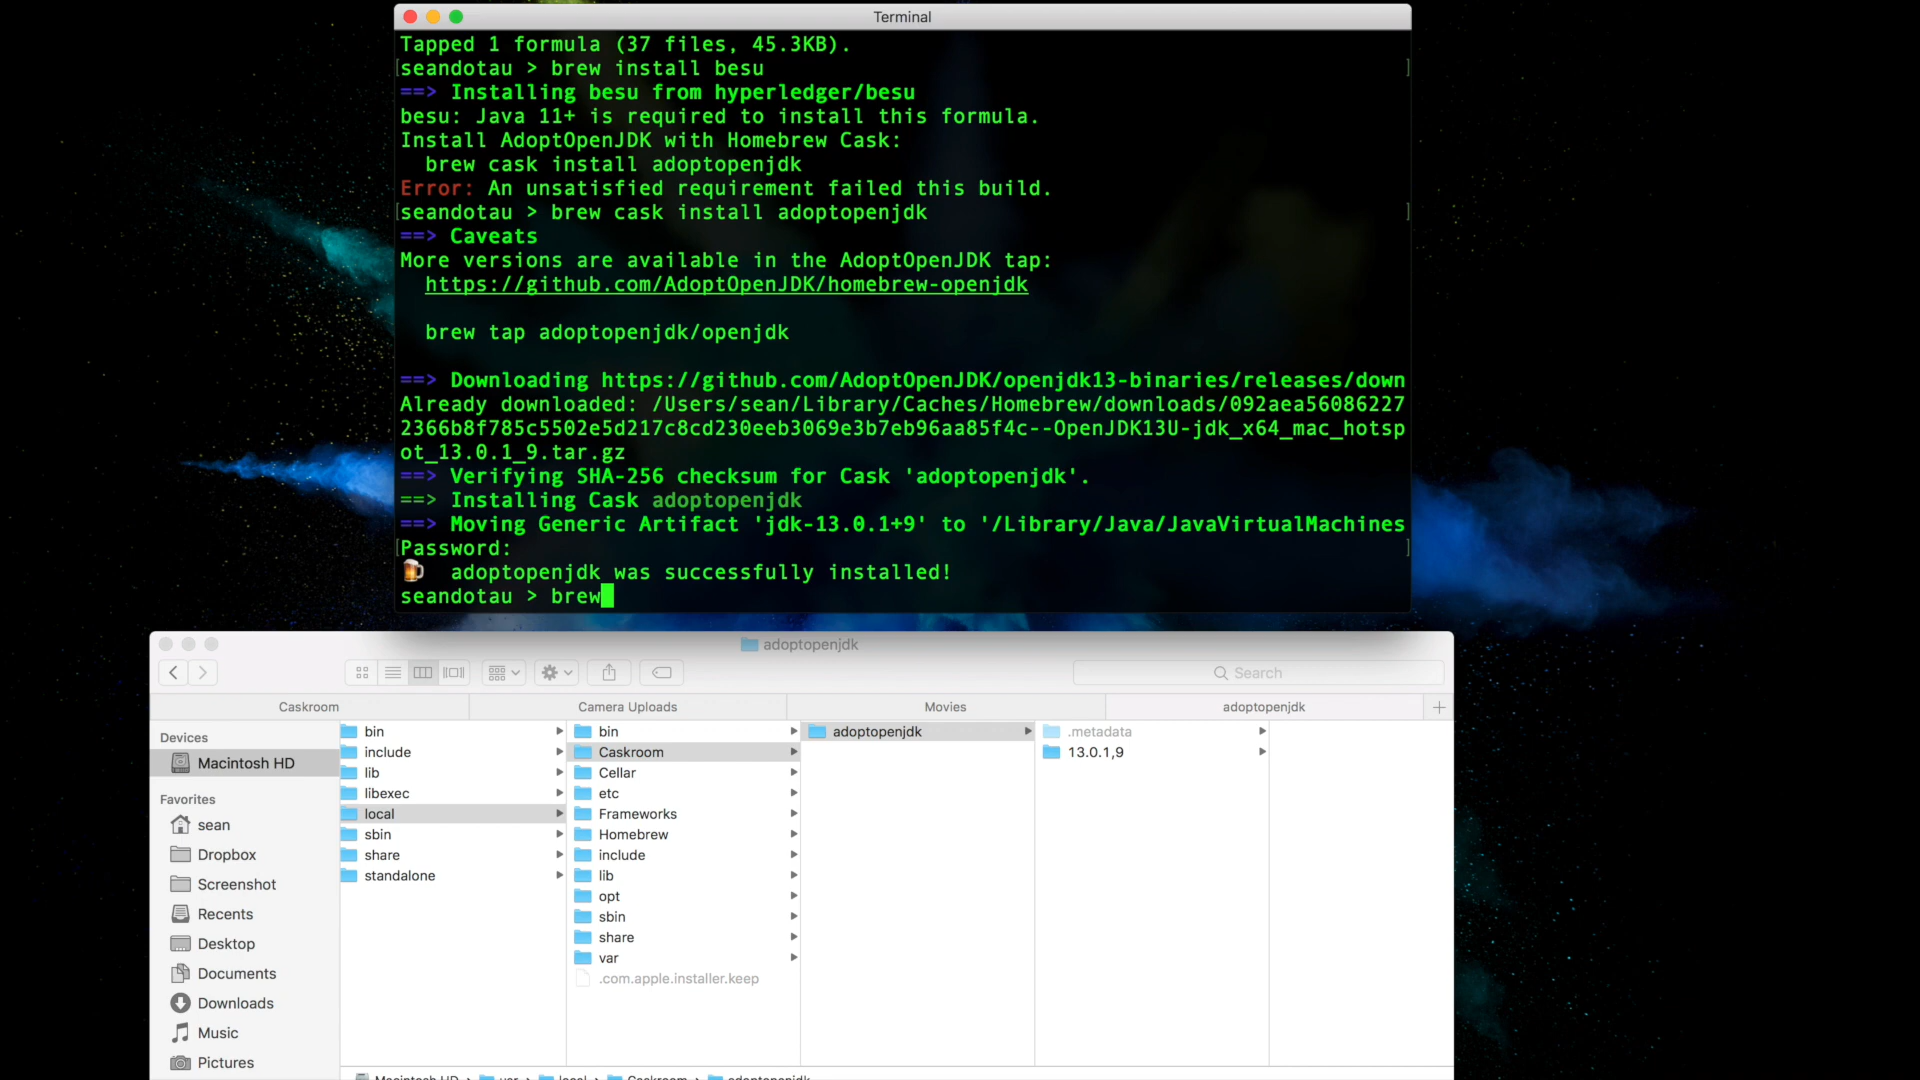 Terminal
Tapped 1 formula (37 files, 45.3KB).
[seandotau > brew install besu ]
==> Installing besu from hyperledger/besu
besu: Java 11+ is required to install this formula.
Install AdoptOpenJDK with Homebrew Cask:
brew cask install adoptopenjdk
Error: An unsatisfied requirement failed this build.
[seandotau > brew cask install adoptopenjdk ]
==> Caveats
More versions are available in the AdoptOpenJDK tap:
https://github.com/AdoptOpenJDK/homebrew-openjdk
brew tap adoptopenjdk/openjdk
==> Downloading https://github.com/AdoptOpenJDK/openjdk13-binaries/releases/down
Already downloaded: /Users/sean/Library/Caches/Homebrew/downloads/092aea56086227
2366b8f785c5502e5d217c8cd230eeb3069e3b7eb96aa85f4c--OpenJDK13U-jdk_x64_mac_hotsp
ot_13.0.1_9.tar.gz
==> Verifying SHA-256 checksum for Cask 'adoptopenjdk'.
==> Installing Cask adoptopenjdk
==> Moving Generic Artifact 'jdk-13.0.1+9' to '/Library/Java/JavaVirtualMachines
[Password: ]
🍺 adoptopenjdk was successfully installed!
seandotau > brew
adoptopenjdk
Search
Caskroom
Camera Uploads
Movies
adoptopenjdk
Devices
Macintosh HD
Favorites
sean
Dropbox
Screenshot
Recents
Desktop
Documents
Downloads
Music
Pictures
bin
include
lib
libexec
local
sbin
share
standalone
bin
Caskroom
Cellar
etc
Frameworks
Homebrew
include
lib
opt
sbin
share
var
.com.apple.installer.keep
adoptopenjdk
.metadata
13.0.1,9
Macintosh HD › usr › local › Caskroom › adoptopenjdk